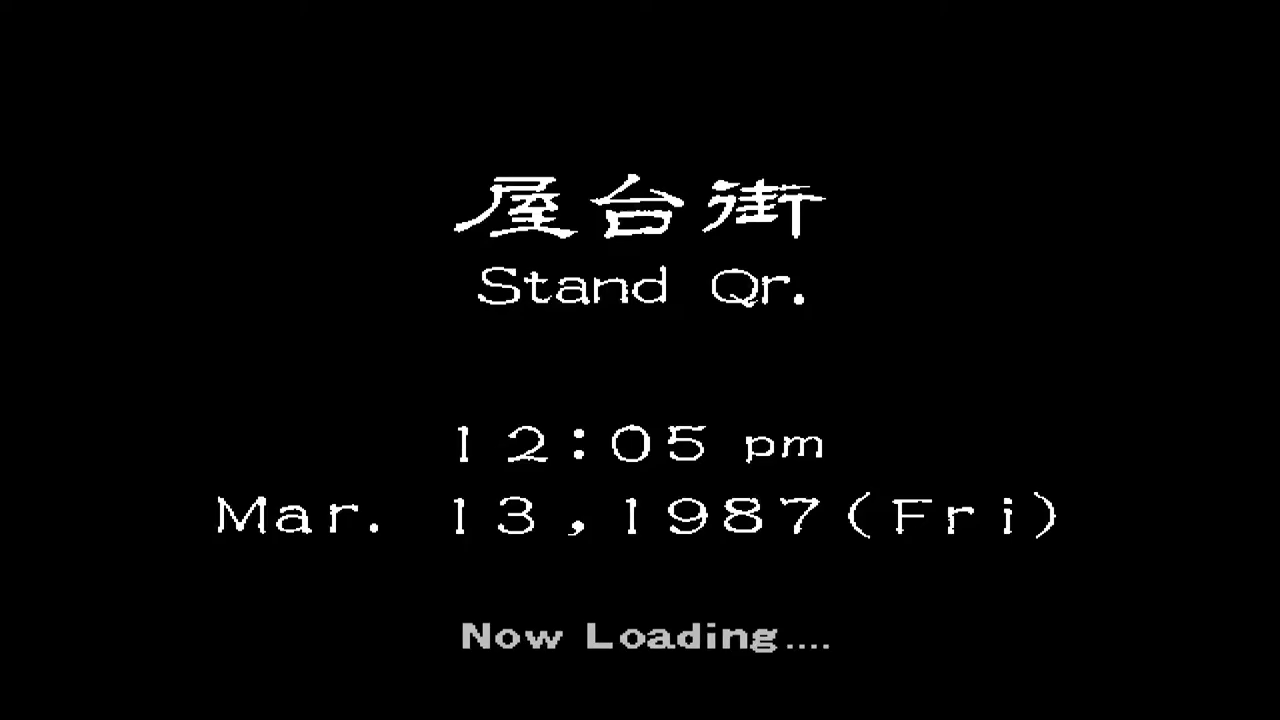 屋台街
Stand Qr.
12:05 pm
Mar. 13,1987(Fri)
Now Loading....